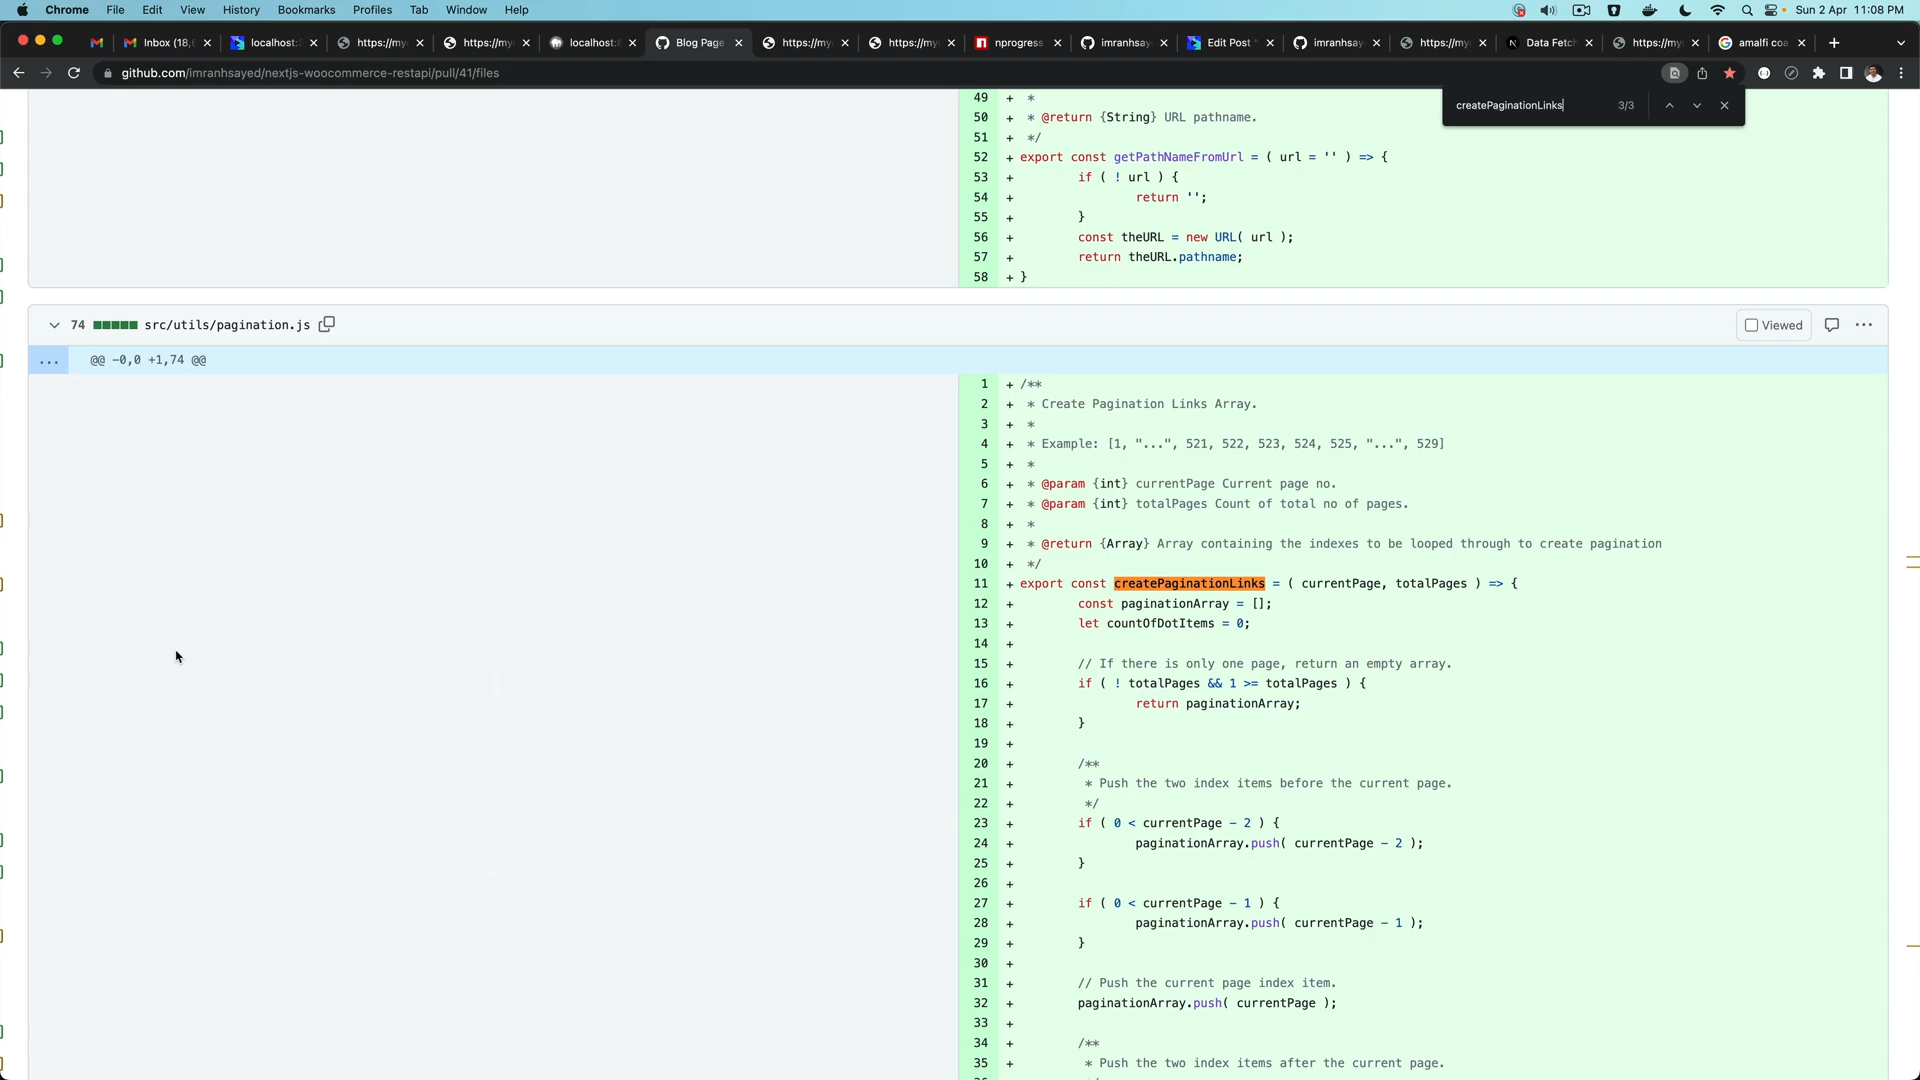 Chrome File Edit View History Bookmarks Profiles Tab Window Help Sun 2 Apr 11:08 PM
Inbox (18,6 localhost: https://my https://my localhost: Blog Page https://my https://my nprogress imranhsay Edit Post " imranhsay https://my Data Fetch https://my amalfi coa
github.com/imranhsayed/nextjs-woocommerce-restapi/pull/41/files
createPaginationLinks 3/3
49 + *
50 + * @return {String} URL pathname.
51 + */
52 + export const getPathNameFromUrl = ( url = '' ) => {
53 + if ( ! url ) {
54 + return '';
55 + }
56 + const theURL = new URL( url );
57 + return theURL.pathname;
58 + }
74 src/utils/pagination.js Viewed ...
... @@ -0,0 +1,74 @@
1 + /**
2 + * Create Pagination Links Array.
3 + *
4 + * Example: [1, "...", 521, 522, 523, 524, 525, "...", 529]
5 + *
6 + * @param {int} currentPage Current page no.
7 + * @param {int} totalPages Count of total no of pages.
8 + *
9 + * @return {Array} Array containing the indexes to be looped through to create pagination
10 + */
11 + export const createPaginationLinks = ( currentPage, totalPages ) => {
12 + const paginationArray = [];
13 + let countOfDotItems = 0;
14 +
15 + // If there is only one page, return an empty array.
16 + if ( ! totalPages && 1 >= totalPages ) {
17 + return paginationArray;
18 + }
19 +
20 + /**
21 + * Push the two index items before the current page.
22 + */
23 + if ( 0 < currentPage - 2 ) {
24 + paginationArray.push( currentPage - 2 );
25 + }
26 +
27 + if ( 0 < currentPage - 1 ) {
28 + paginationArray.push( currentPage - 1 );
29 + }
30 +
31 + // Push the current page index item.
32 + paginationArray.push( currentPage );
33 +
34 + /**
35 + * Push the two index items after the current page.